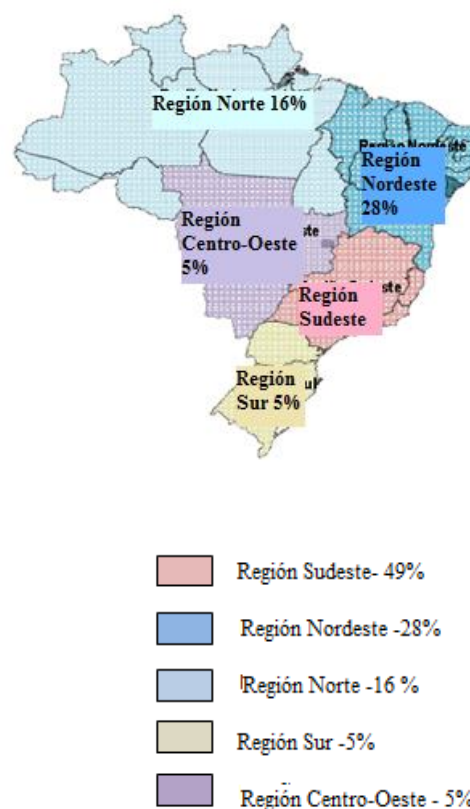 Región Norte 16%
Región
Nordeste
28%
Región
Centro-Oeste
5%
Región
Sudeste
Región
Sur 5%
Región Sudeste- 49%
Región Nordeste -28%
Región Norte -16 %
Región Sur -5%
Región Centro-Oeste - 5%